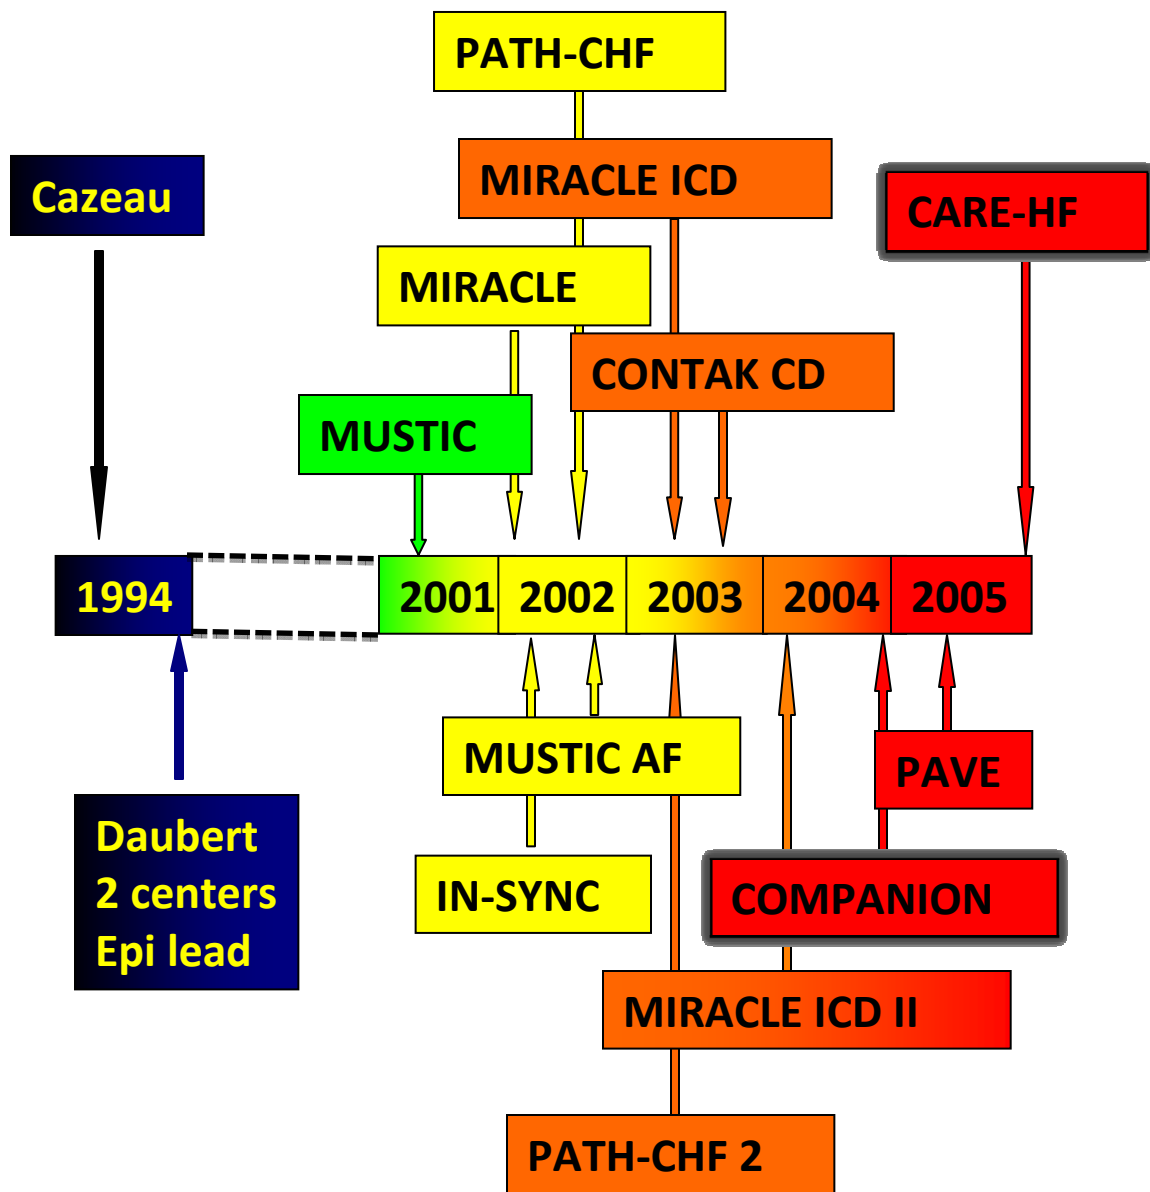 PATH-CHF
MIRACLE ICD
Cazeau
CARE-HF
MIRACLE
CONTAK CD
MUSTIC
1994
2001
2002
2003
2004
2005
MUSTIC AF
PAVE
Daubert
2 centers
Epi lead
IN-SYNC
COMPANION
MIRACLE ICD II
PATH-CHF 2